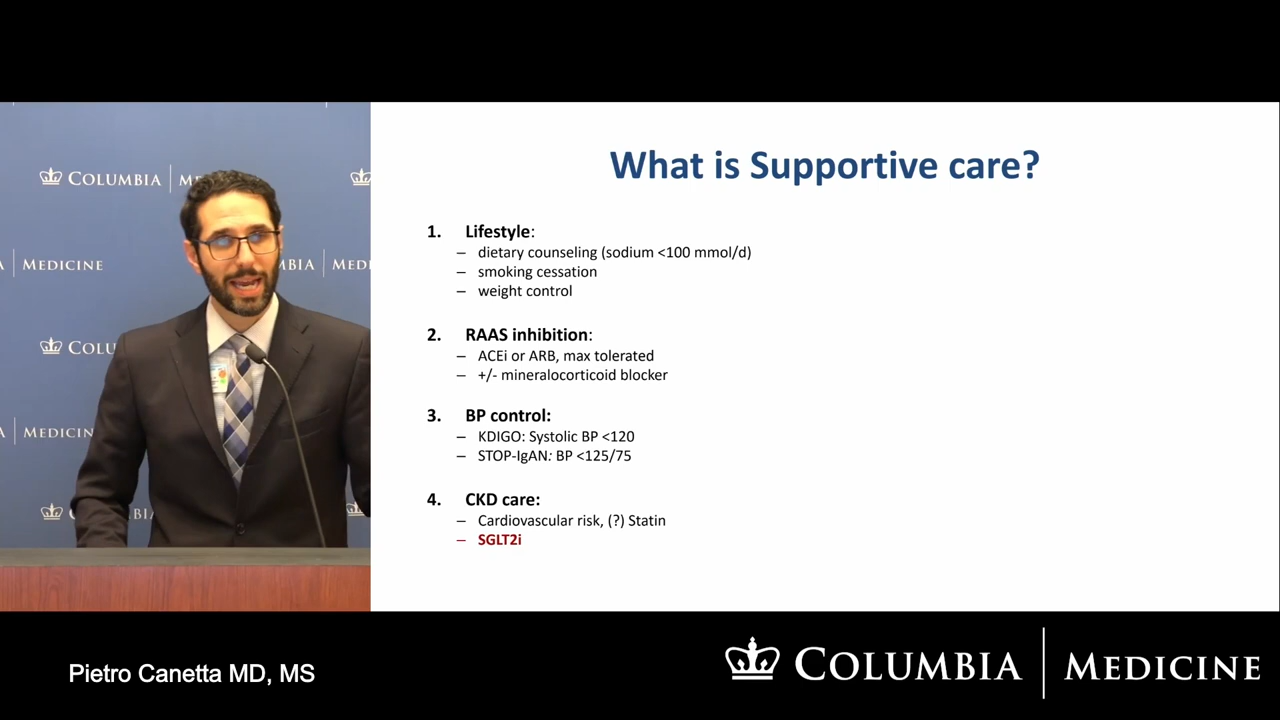 COLUMBIA
MEDICINE
COLUMBIA MEDICINE
What is Supportive care?
1. Lifestyle:
– dietary counseling (sodium <100 mmol/d)
– smoking cessation
– weight control
2. RAAS inhibition:
– ACEi or ARB, max tolerated
– +/- mineralocorticoid blocker
3. BP control:
– KDIGO: Systolic BP <120
– STOP-IgAN: BP <125/75
4. CKD care:
– Cardiovascular risk, (?) Statin
– SGLT2i
Pietro Canetta MD, MS